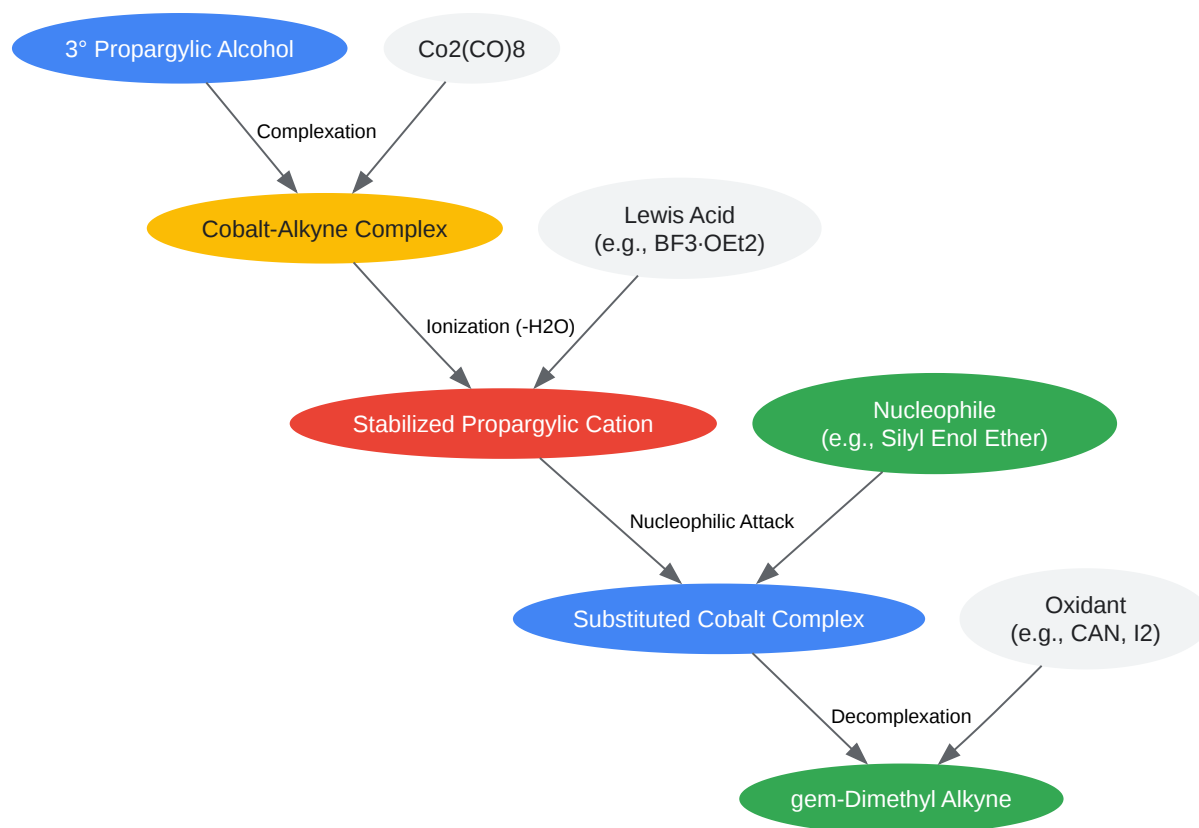 3° Propargylic Alcohol
Co2(CO)8
Complexation
Cobalt-Alkyne Complex
Lewis Acid
(e.g., BF3·OEt2)
Ionization (-H2O)
Stabilized Propargylic Cation
Nucleophile
(e.g., Silyl Enol Ether)
Nucleophilic Attack
Substituted Cobalt Complex
Oxidant
(e.g., CAN, I2)
Decomplexation
gem-Dimethyl Alkyne